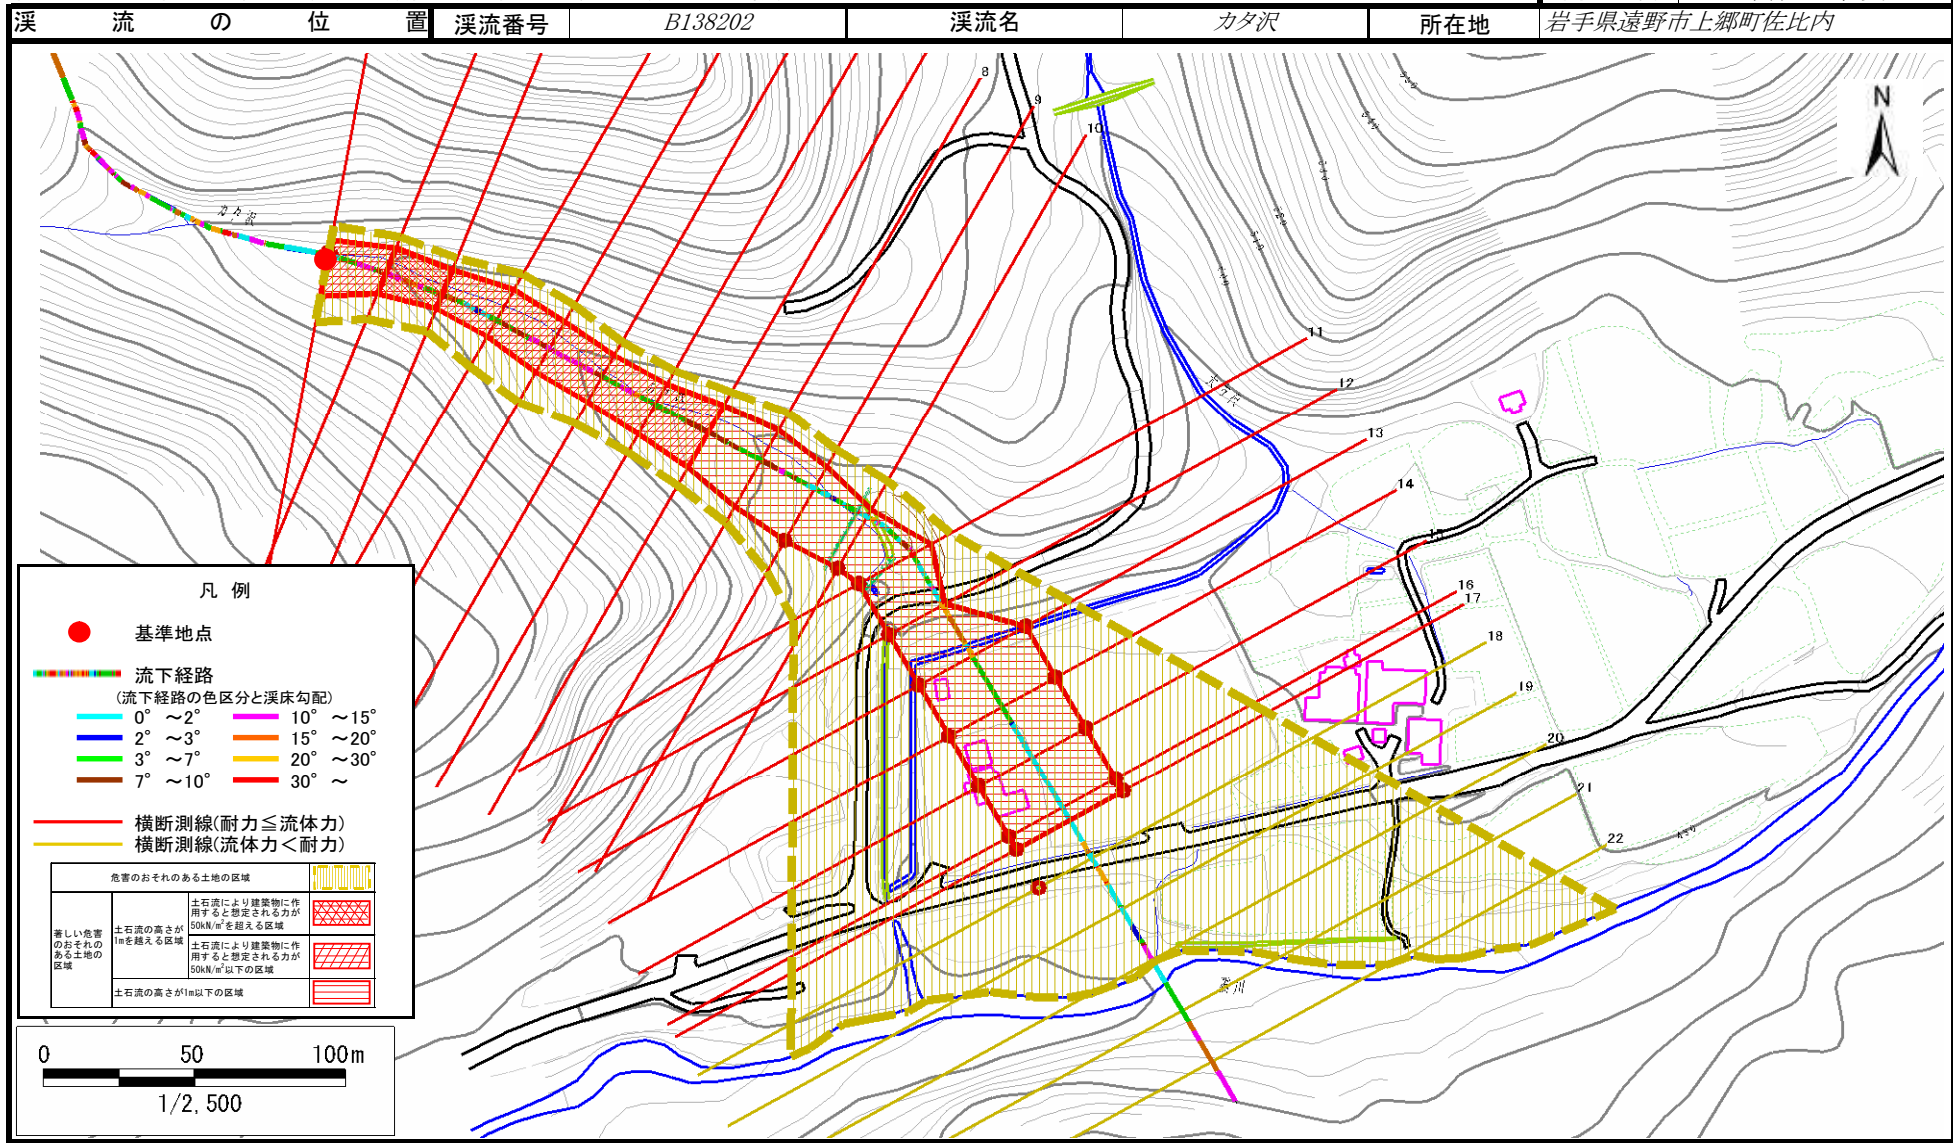 渓流の位置 渓流番号 B138202 渓流名 カタ沢 所在地 岩手県遠野市上郷町佐比内
N
8
9
10
11
12
13
14
15
16
17
18
19
20
21
22
カタ沢
凡 例
基準地点
流下経路
(流下経路の色区分と渓床勾配)
0° ～2° 10° ～15°
2° ～3° 15° ～20°
3° ～7° 20° ～30°
7° ～10° 30° ～
横断測線(耐力≦流体力)
横断測線(流体力＜耐力)
危害のおそれのある土地の区域
著しい危害のおそれのある土地の区域
土石流の高さが1mを越える区域
土石流により建築物に作用すると想定される力が50kN/m²を超える区域
土石流により建築物に作用すると想定される力が50kN/m²以下の区域
土石流の高さが1m以下の区域
0 50 100m
1/2,500